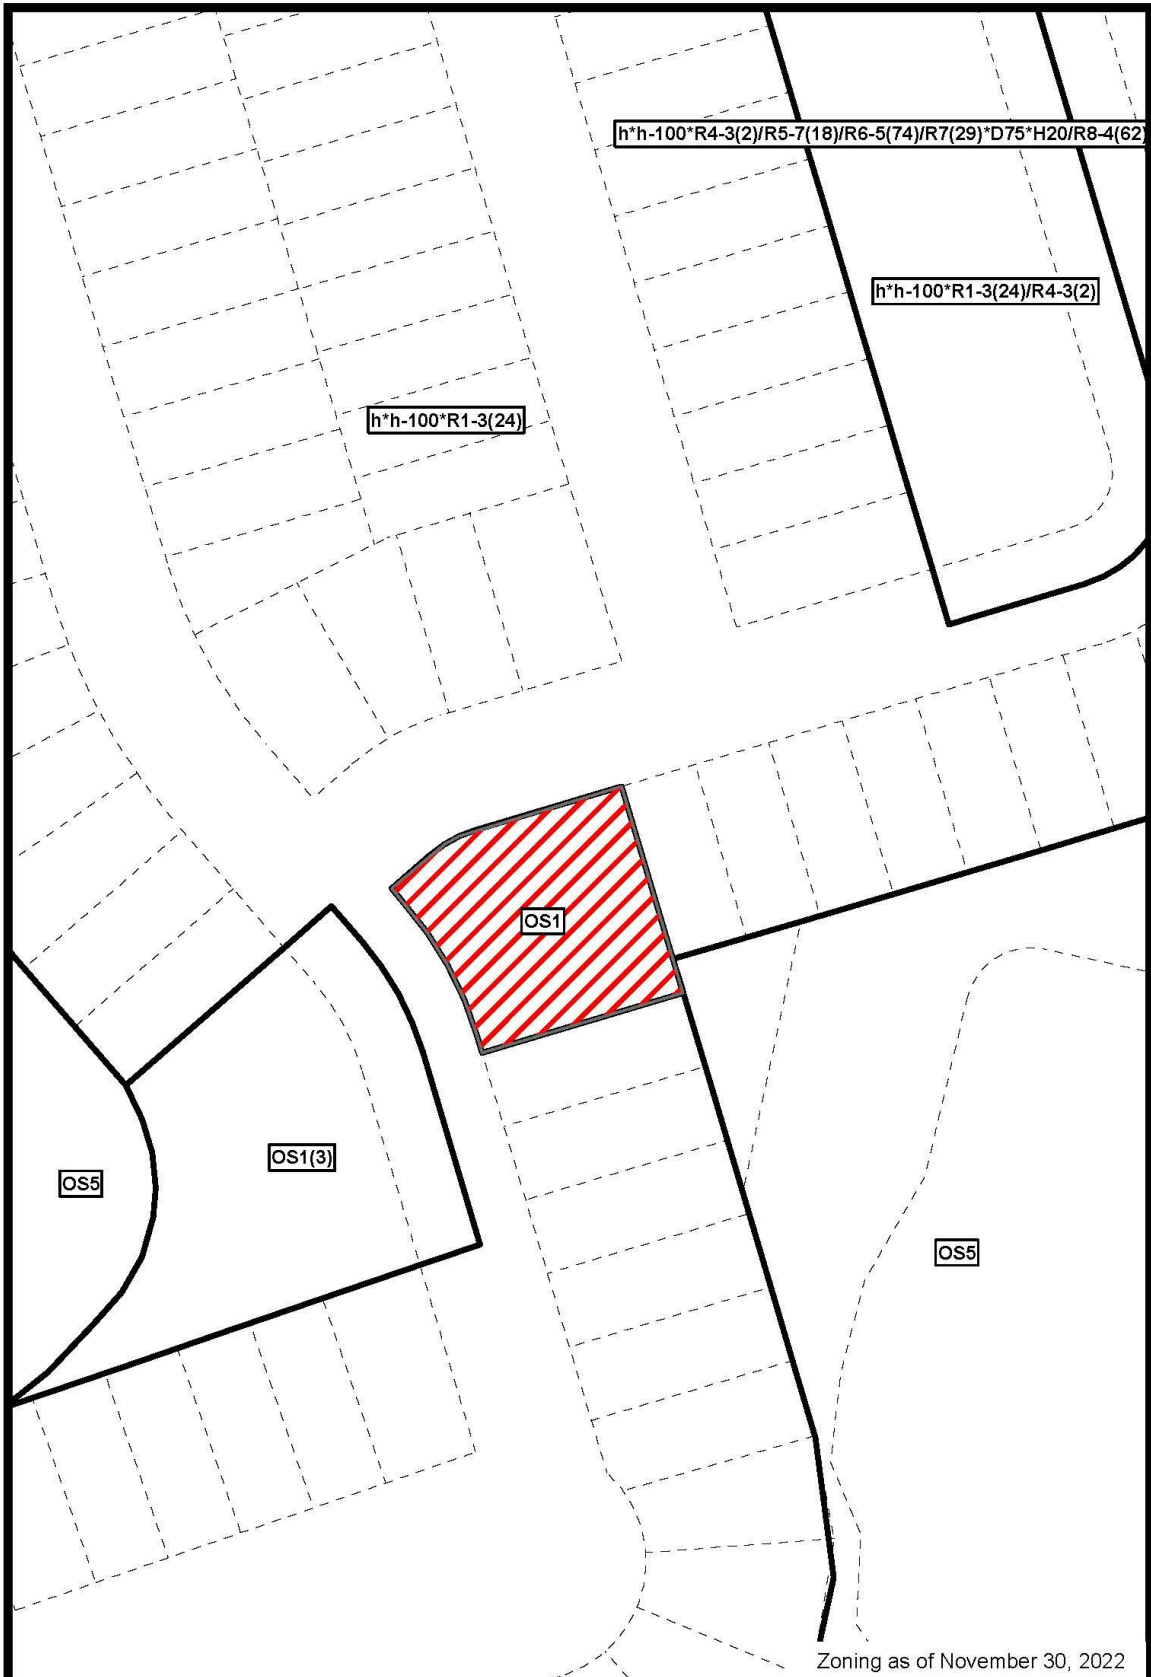 h*h-100*R4-3(2)/R5-7(18)/R6-5(74)/R7(29)*D75*H20/R8-4(62)
h*h-100*R1-3(24)/R4-3(2)
h*h-100*R1-3(24)
OS1
OS1(3)
OS5
OS5
Zoning as of November 30, 2022